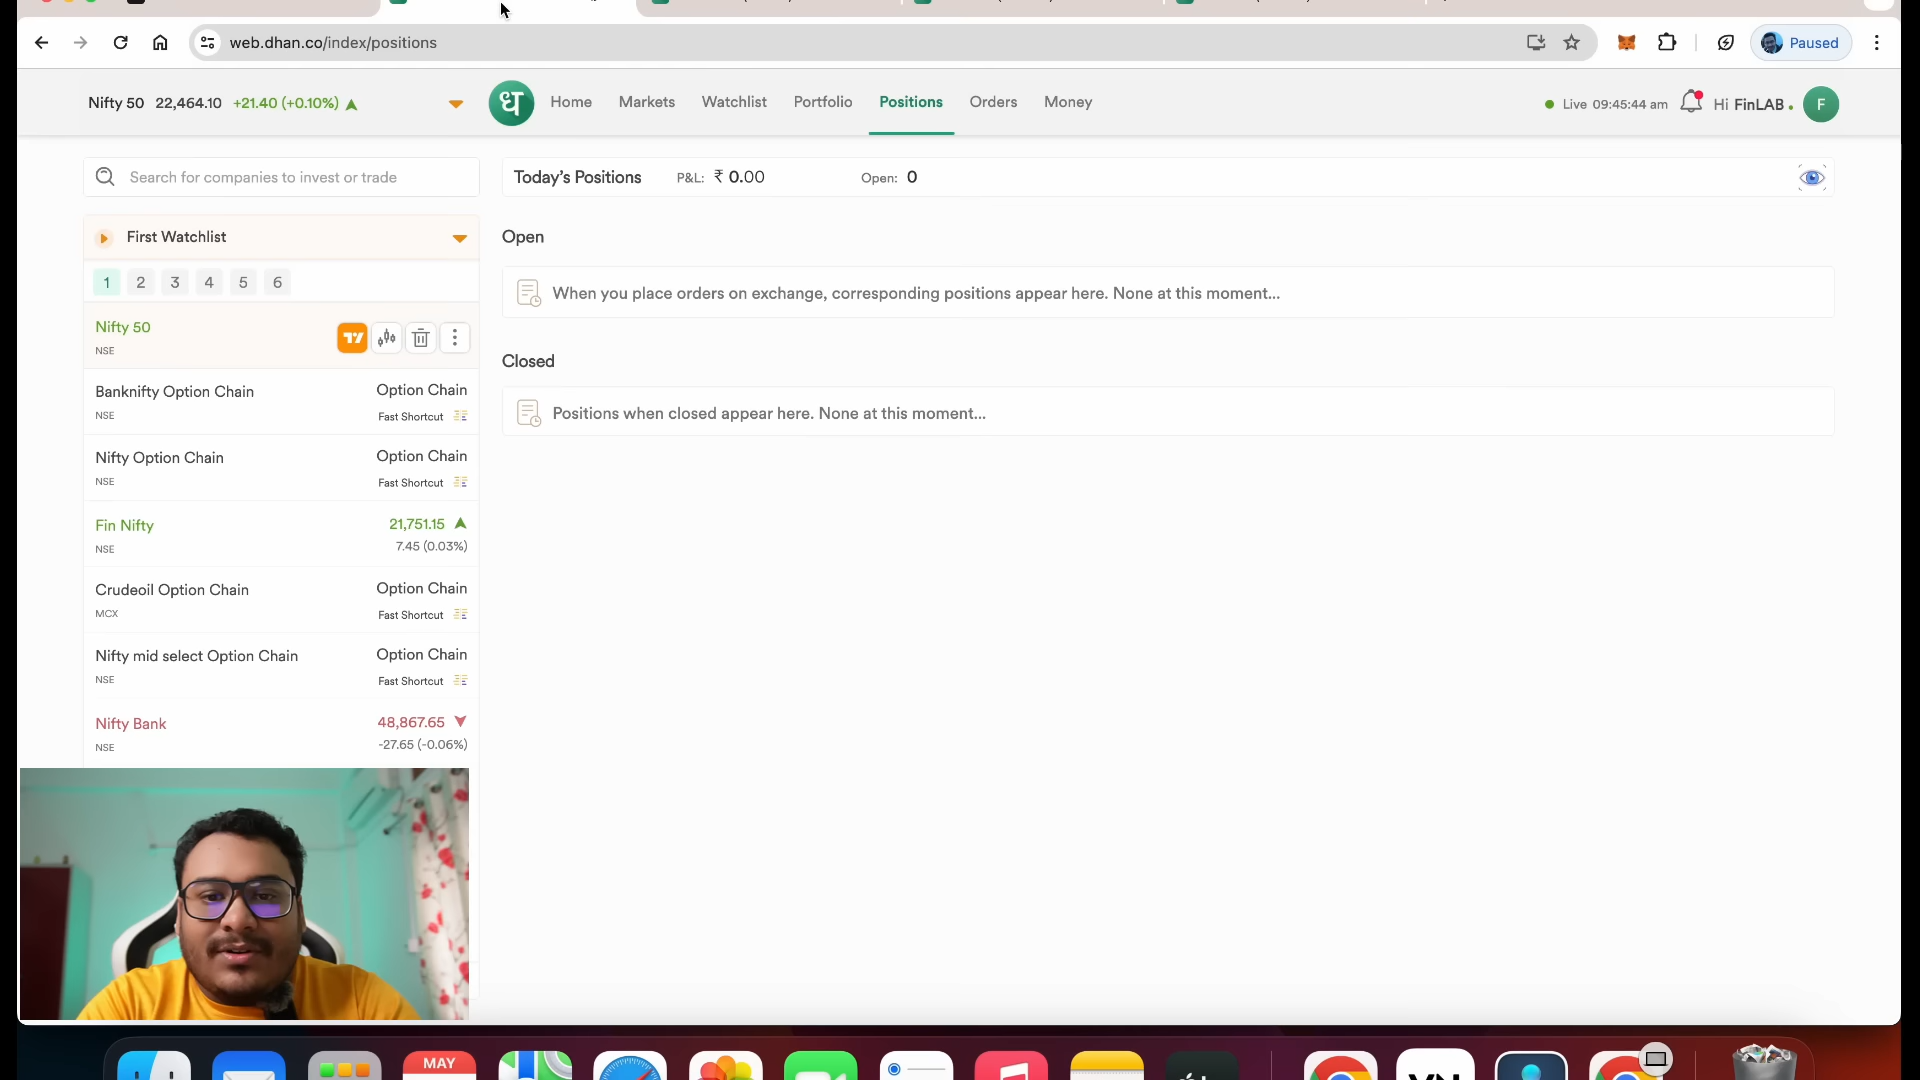 web.dhan.co/index/positions
Paused
Nifty 50 22,464.10 +21.40 (+0.10%)
ध
Home Markets Watchlist Portfolio Positions Orders Money
Live 09:45:44 am
Hi FinLAB
F
Search for companies to invest or trade
Today's Positions P&L: ₹ 0.00 Open: 0
First Watchlist
1 2 3 4 5 6
Nifty 50
NSE
Banknifty Option Chain Option Chain
NSE Fast Shortcut
Nifty Option Chain Option Chain
NSE Fast Shortcut
Fin Nifty 21,751.15
NSE 7.45 (0.03%)
Crudeoil Option Chain Option Chain
MCX Fast Shortcut
Nifty mid select Option Chain Option Chain
NSE Fast Shortcut
Nifty Bank 48,867.65
NSE -27.65 (-0.06%)
Open
When you place orders on exchange, corresponding positions appear here. None at this moment...
Closed
Positions when closed appear here. None at this moment...
MAY